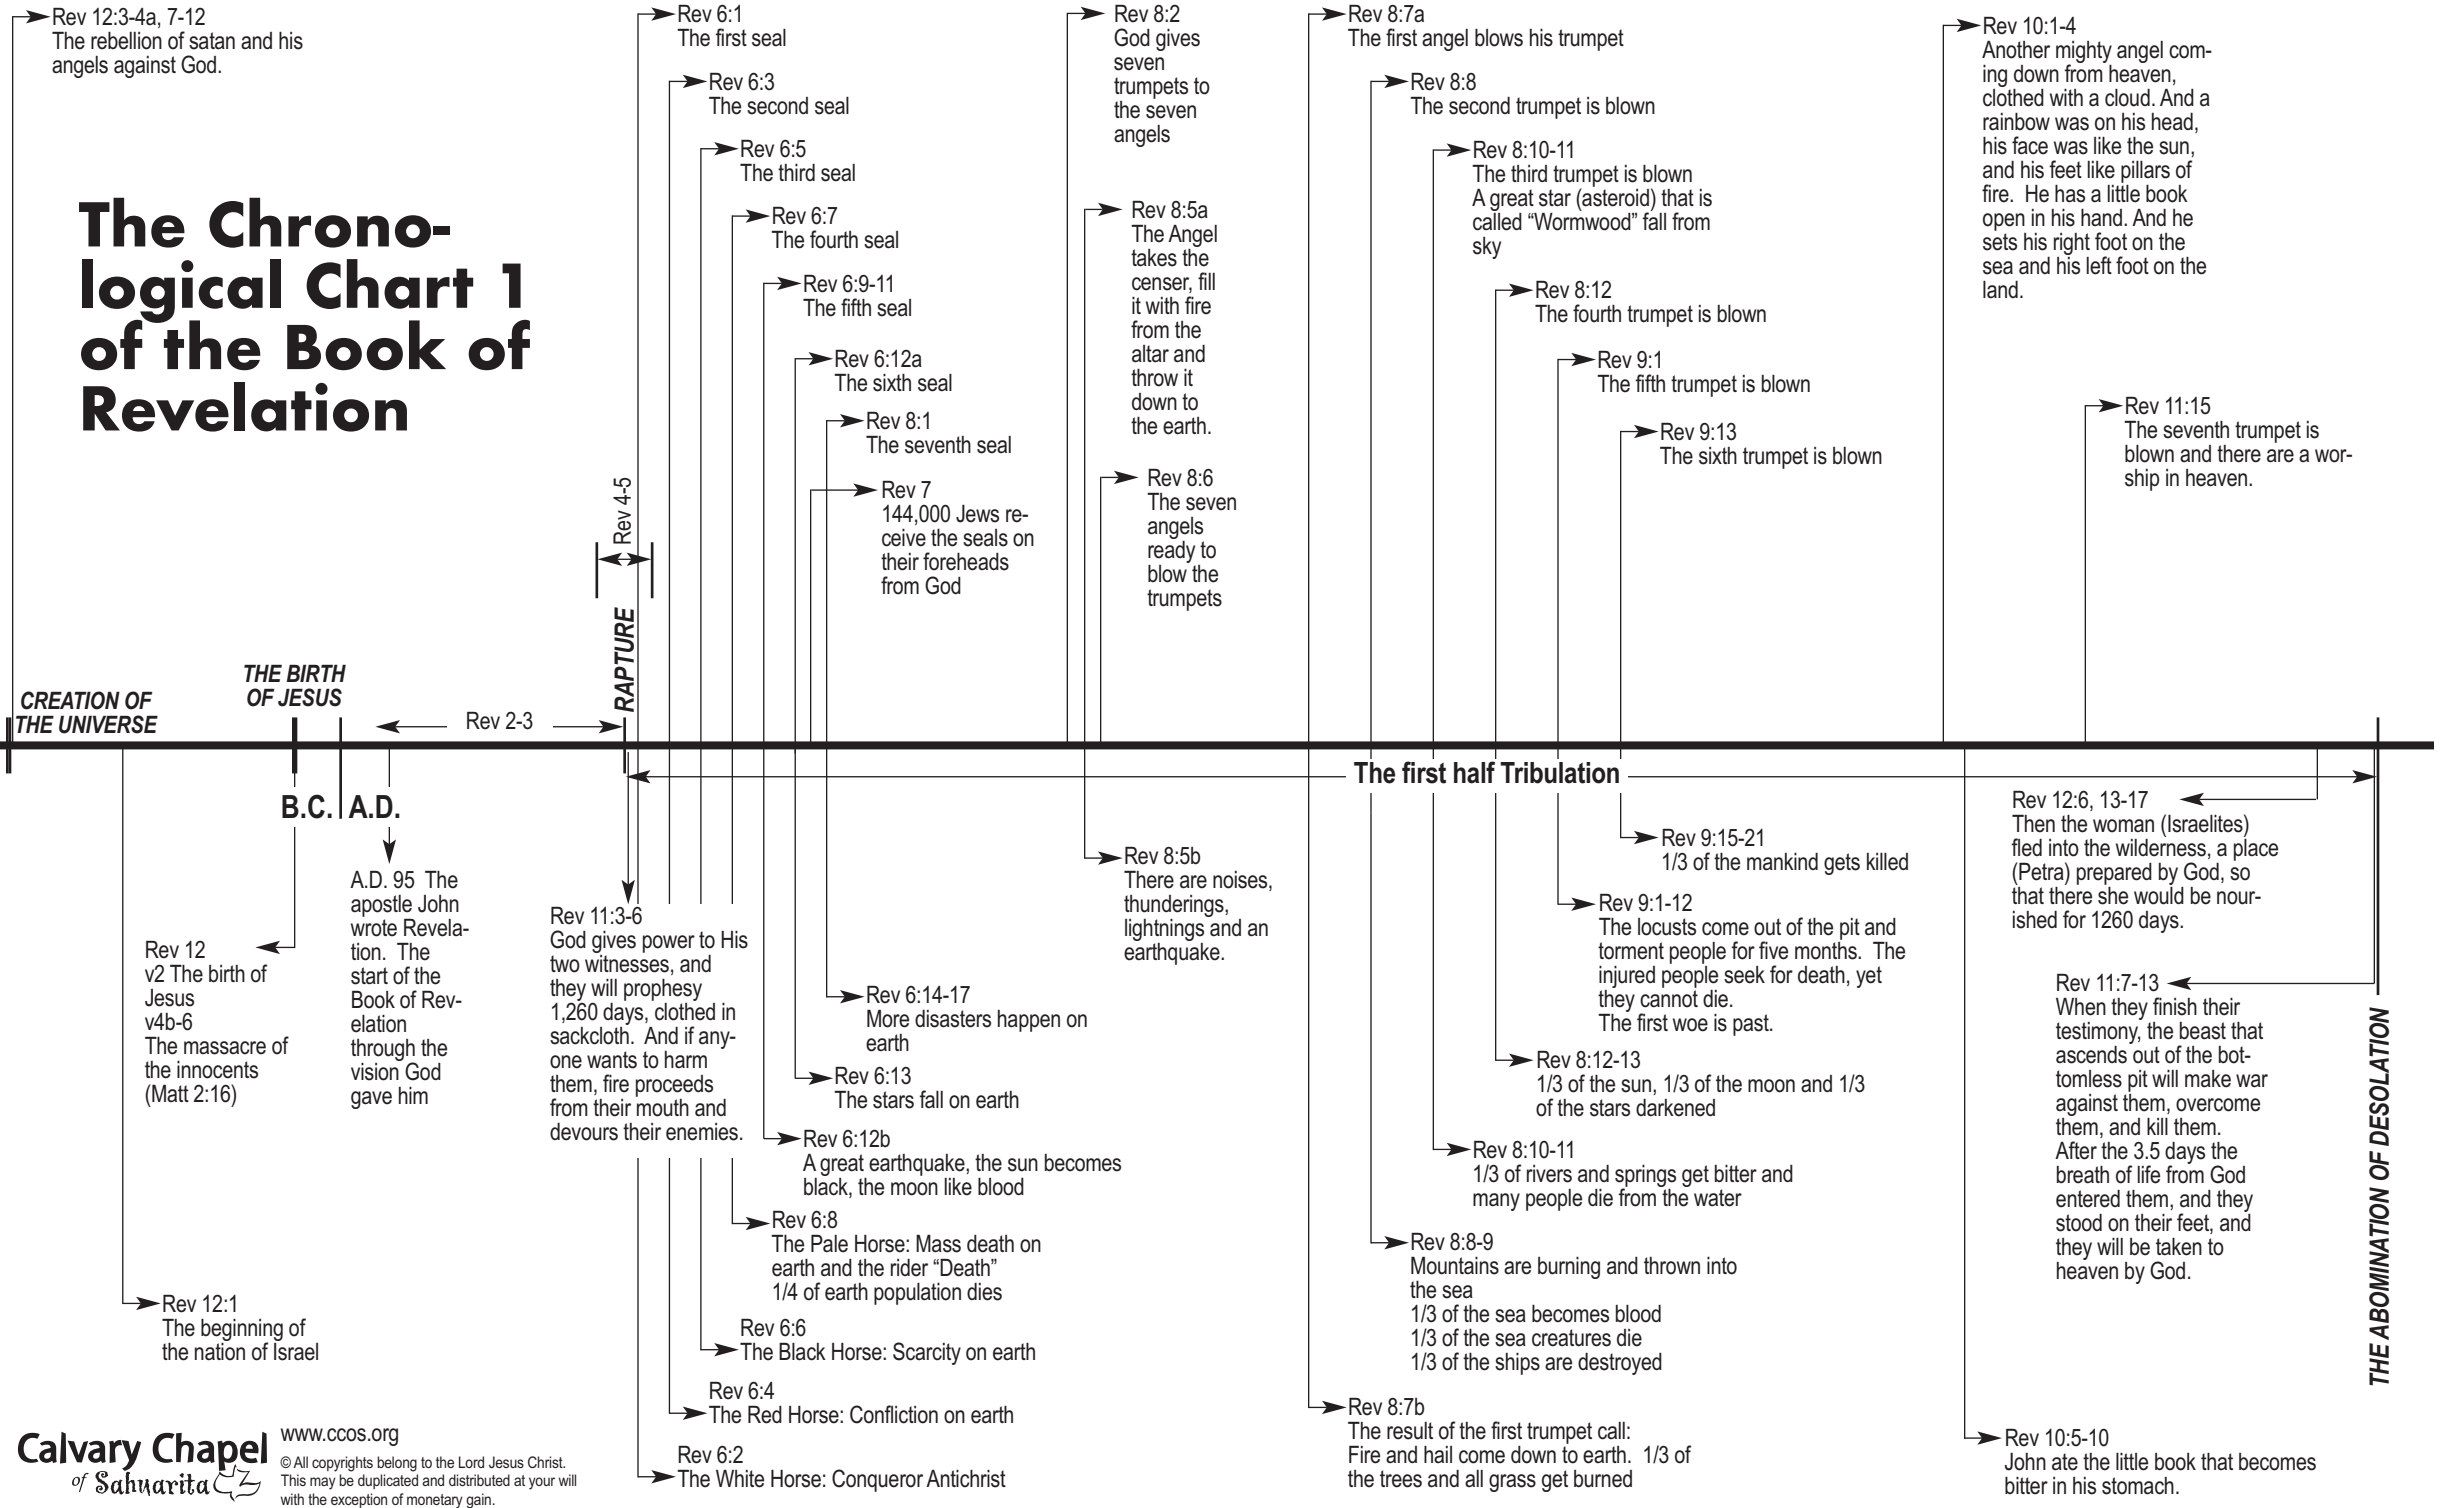 Rev 12:3-4a, 7-12
The rebellion of satan and his
angels against God.
The Chrono-
logical Chart 1
of the Book of
Revelation
CREATION OF
THE UNIVERSE
THE BIRTH
OF JESUS
Rev 2-3
RAPTURE
Rev 4-5
Rev 6:1
The first seal
Rev 6:3
The second seal
Rev 6:5
The third seal
Rev 6:7
The fourth seal
Rev 6:9-11
The fifth seal
Rev 6:12a
The sixth seal
Rev 8:1
The seventh seal
Rev 7
144,000 Jews re-
ceive the seals on
their foreheads
from God
Rev 8:2
God gives
seven
trumpets to
the seven
angels
Rev 8:5a
The Angel
takes the
censer, fill
it with fire
from the
altar and
throw it
down to
the earth.
Rev 8:6
The seven
angels
ready to
blow the
trumpets
Rev 8:7a
The first angel blows his trumpet
Rev 8:8
The second trumpet is blown
Rev 8:10-11
The third trumpet is blown
A great star (asteroid) that is
called “Wormwood” fall from
sky
Rev 8:12
The fourth trumpet is blown
Rev 9:1
The fifth trumpet is blown
Rev 9:13
The sixth trumpet is blown
Rev 10:1-4
Another mighty angel com-
ing down from heaven,
clothed with a cloud. And a
rainbow was on his head,
his face was like the sun,
and his feet like pillars of
fire. He has a little book
open in his hand. And he
sets his right foot on the
sea and his left foot on the
land.
Rev 11:15
The seventh trumpet is
blown and there are a wor-
ship in heaven.
The first half Tribulation
B.C. A.D.
Rev 12
v2 The birth of
Jesus
v4b-6
The massacre of
the innocents
(Matt 2:16)
A.D. 95 The
apostle John
wrote Revela-
tion. The
start of the
Book of Rev-
elation
through the
vision God
gave him
Rev 12:1
The beginning of
the nation of Israel
Rev 11:3-6
God gives power to His
two witnesses, and
they will prophesy
1,260 days, clothed in
sackcloth. And if any-
one wants to harm
them, fire proceeds
from their mouth and
devours their enemies.
Rev 6:14-17
More disasters happen on
earth
Rev 6:13
The stars fall on earth
Rev 6:12b
A great earthquake, the sun becomes
black, the moon like blood
Rev 6:8
The Pale Horse: Mass death on
earth and the rider “Death”
1/4 of earth population dies
Rev 6:6
The Black Horse: Scarcity on earth
Rev 6:4
The Red Horse: Confliction on earth
Rev 6:2
The White Horse: Conqueror Antichrist
Rev 8:5b
There are noises,
thunderings,
lightnings and an
earthquake.
Rev 9:15-21
1/3 of the mankind gets killed
Rev 9:1-12
The locusts come out of the pit and
torment people for five months. The
injured people seek for death, yet
they cannot die.
The first woe is past.
Rev 8:12-13
1/3 of the sun, 1/3 of the moon and 1/3
of the stars darkened
Rev 8:10-11
1/3 of rivers and springs get bitter and
many people die from the water
Rev 8:8-9
Mountains are burning and thrown into
the sea
1/3 of the sea becomes blood
1/3 of the sea creatures die
1/3 of the ships are destroyed
Rev 8:7b
The result of the first trumpet call:
Fire and hail come down to earth. 1/3 of
the trees and all grass get burned
Rev 12:6, 13-17
Then the woman (Israelites)
fled into the wilderness, a place
(Petra) prepared by God, so
that there she would be nour-
ished for 1260 days.
Rev 11:7-13
When they finish their
testimony, the beast that
ascends out of the bot-
tomless pit will make war
against them, overcome
them, and kill them.
After the 3.5 days the
breath of life from God
entered them, and they
stood on their feet, and
they will be taken to
heaven by God.
THE ABOMINATION OF DESOLATION
Rev 10:5-10
John ate the little book that becomes
bitter in his stomach.
Calvary Chapel
of Sahuarita
www.ccos.org
© All copyrights belong to the Lord Jesus Christ.
This may be duplicated and distributed at your will
with the exception of monetary gain.